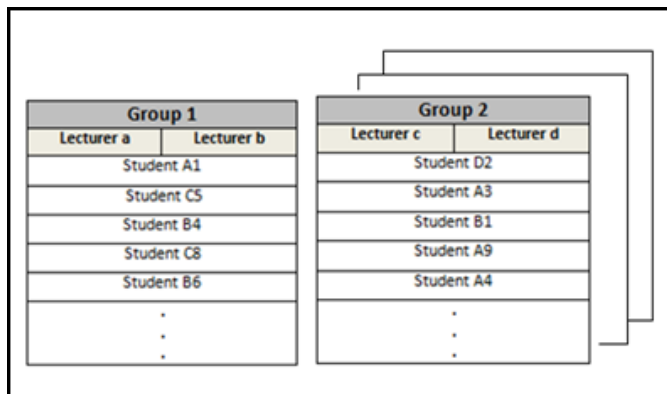 Group 1
Lecturer a Lecturer b
Student A1
Student C5
Student B4
Student C8
Student B6
.
.
.
Group 2
Lecturer c Lecturer d
Student D2
Student A3
Student B1
Student A9
Student A4
.
.
.